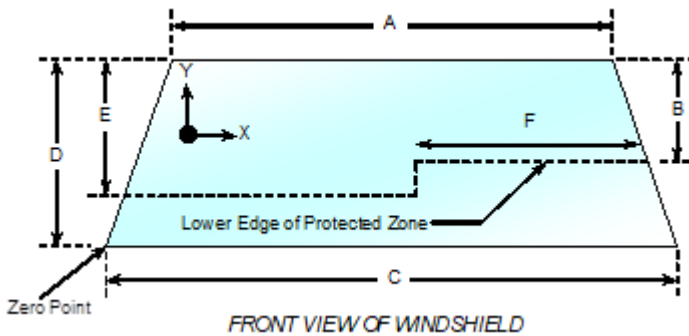 A
Y
E
B
X
F
D
Lower Edge of Protected Zone
C
Zero Point
FRONT VIEW OF WINDSHIELD